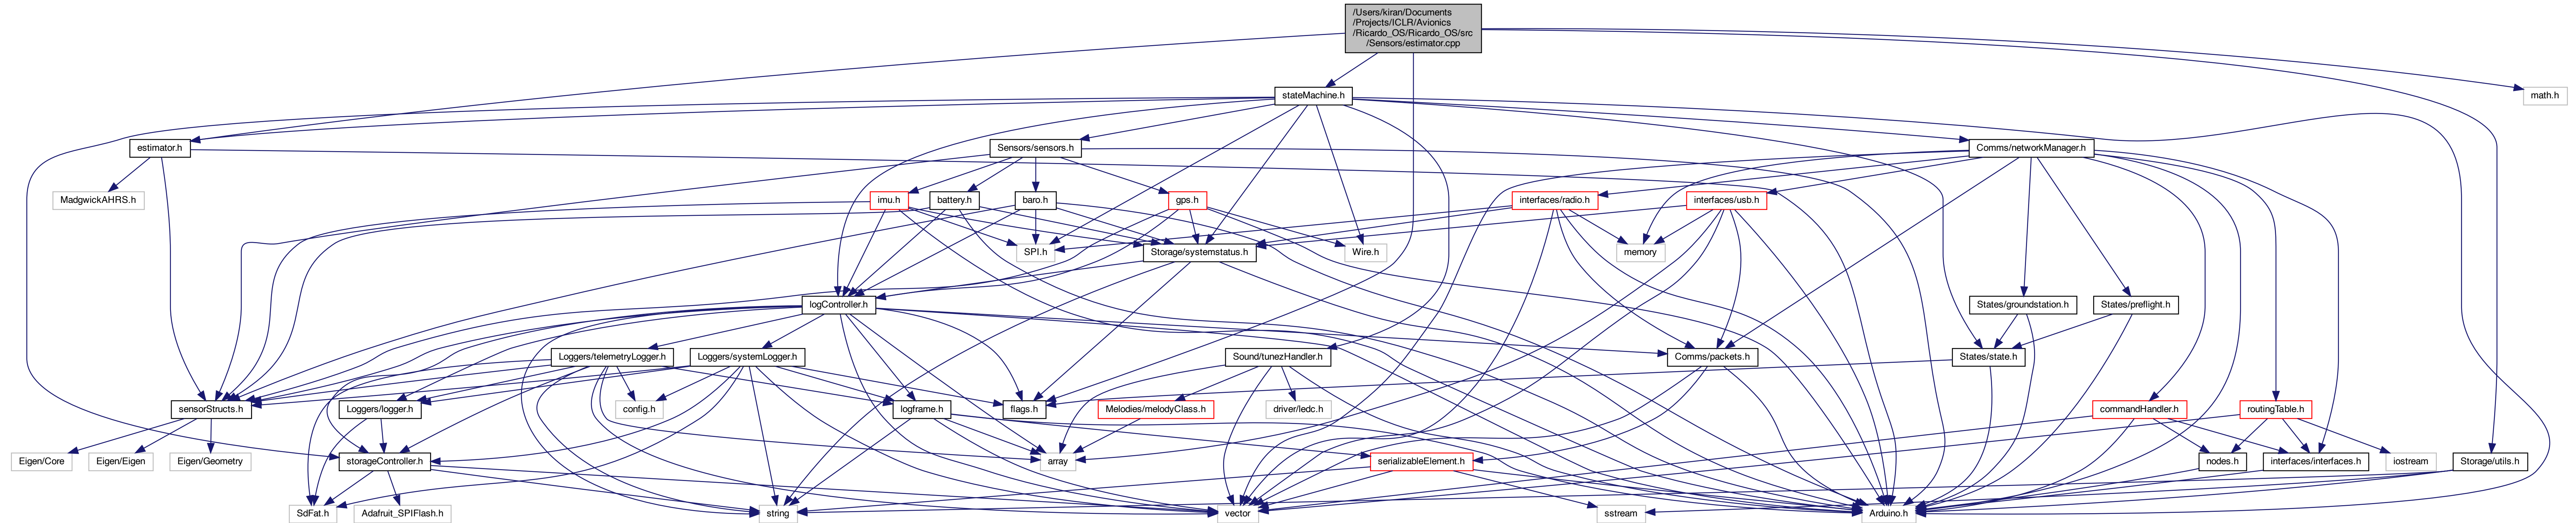 /Users/kiran/Documents
/Projects/ICLR/Avionics
/Ricardo_OS/Ricardo_OS/src
/Sensors/estimator.cpp
stateMachine.h
math.h
estimator.h
Sensors/sensors.h
Comms/networkManager.h
MadgwickAHRS.h
imu.h
battery.h
baro.h
gps.h
interfaces/radio.h
interfaces/usb.h
SPI.h
Storage/systemstatus.h
Wire.h
memory
logController.h
States/groundstation.h
States/preflight.h
Loggers/telemetryLogger.h
Loggers/systemLogger.h
Sound/tunezHandler.h
Comms/packets.h
States/state.h
sensorStructs.h
Loggers/logger.h
config.h
logframe.h
flags.h
Melodies/melodyClass.h
driver/ledc.h
commandHandler.h
routingTable.h
Eigen/Core
Eigen/Eigen
Eigen/Geometry
storageController.h
array
serializableElement.h
nodes.h
interfaces/interfaces.h
iostream
Storage/utils.h
SdFat.h
Adafruit_SPIFlash.h
string
vector
sstream
Arduino.h